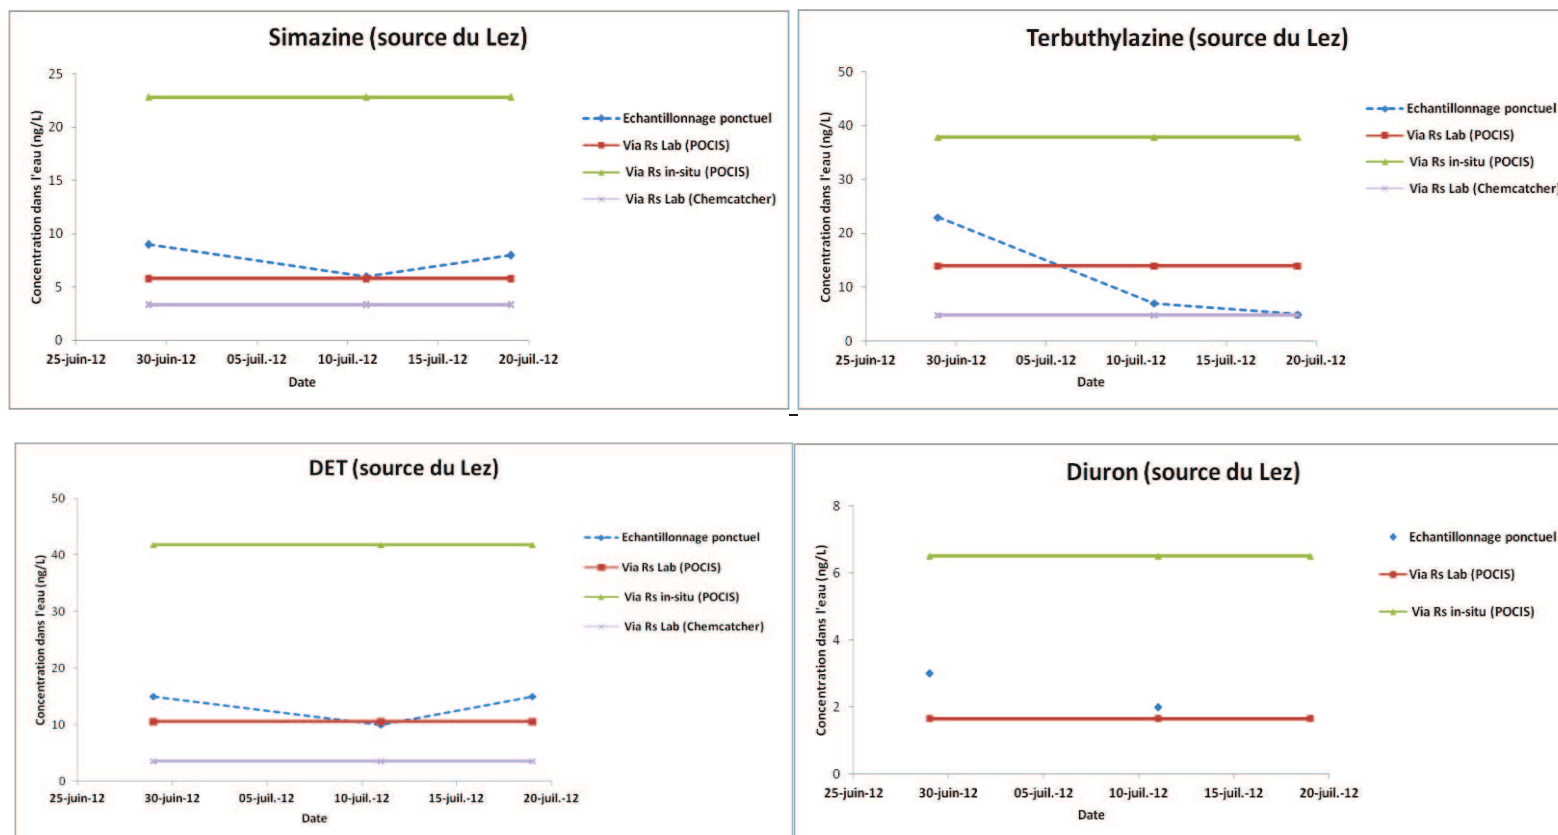 Simazine (source du Lez)
Concentration dans l'eau (ng/L)
25
20
15
10
5
0
25-juin-12 30-juin-12 05-juil.-12 10-juil.-12 15-juil.-12 20-juil.-12
Date
Echantillonnage ponctuel
Via Rs Lab (POCIS)
Via Rs in-situ (POCIS)
Via Rs Lab (Chemcatcher)
Terbuthylazine (source du Lez)
Concentration dans l'eau (ng/L)
50
40
30
20
10
0
25-juin-12 30-juin-12 05-juil.-12 10-juil.-12 15-juil.-12 20-juil.-12
Date
Echantillonnage ponctuel
Via Rs Lab (POCIS)
Via Rs in-situ (POCIS)
Via Rs Lab (Chemcatcher)
DET (source du Lez)
Concentration dans l'eau (ng/L)
50
40
30
20
10
0
25-juin-12 30-juin-12 05-juil.-12 10-juil.-12 15-juil.-12 20-juil.-12
Date
Echantillonnage ponctuel
Via Rs Lab (POCIS)
Via Rs in-situ (POCIS)
Via Rs Lab (Chemcatcher)
Diuron (source du Lez)
Concentration dans l'eau (ng/L)
8
6
4
2
0
25-juin-12 30-juin-12 05-juil.-12 10-juil.-12 15-juil.-12 20-juil.-12
Date
Echantillonnage ponctuel
Via Rs Lab (POCIS)
Via Rs in-situ (POCIS)